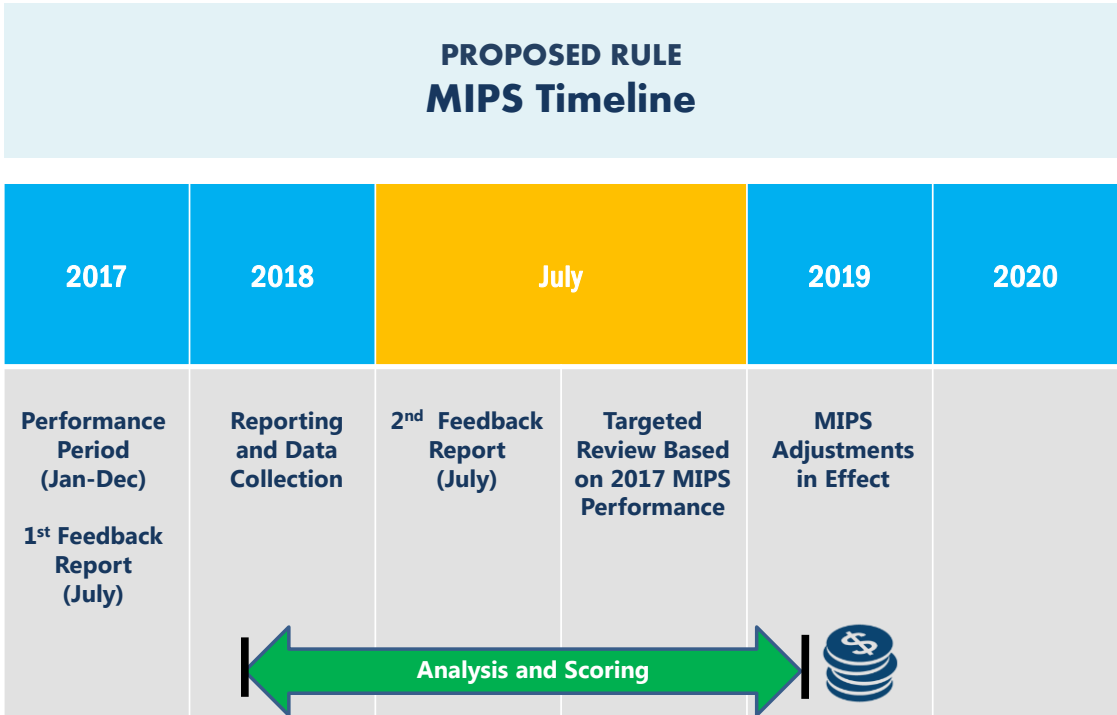 PROPOSED RULE
MIPS Timeline
2017
2018
July
2019
2020
Performance
Period
(Jan-Dec)
1st Feedback
Report
(July)
Reporting
and Data
Collection
2nd Feedback
Report
(July)
Targeted
Review Based
on 2017 MIPS
Performance
MIPS
Adjustments
in Effect
Analysis and Scoring
$